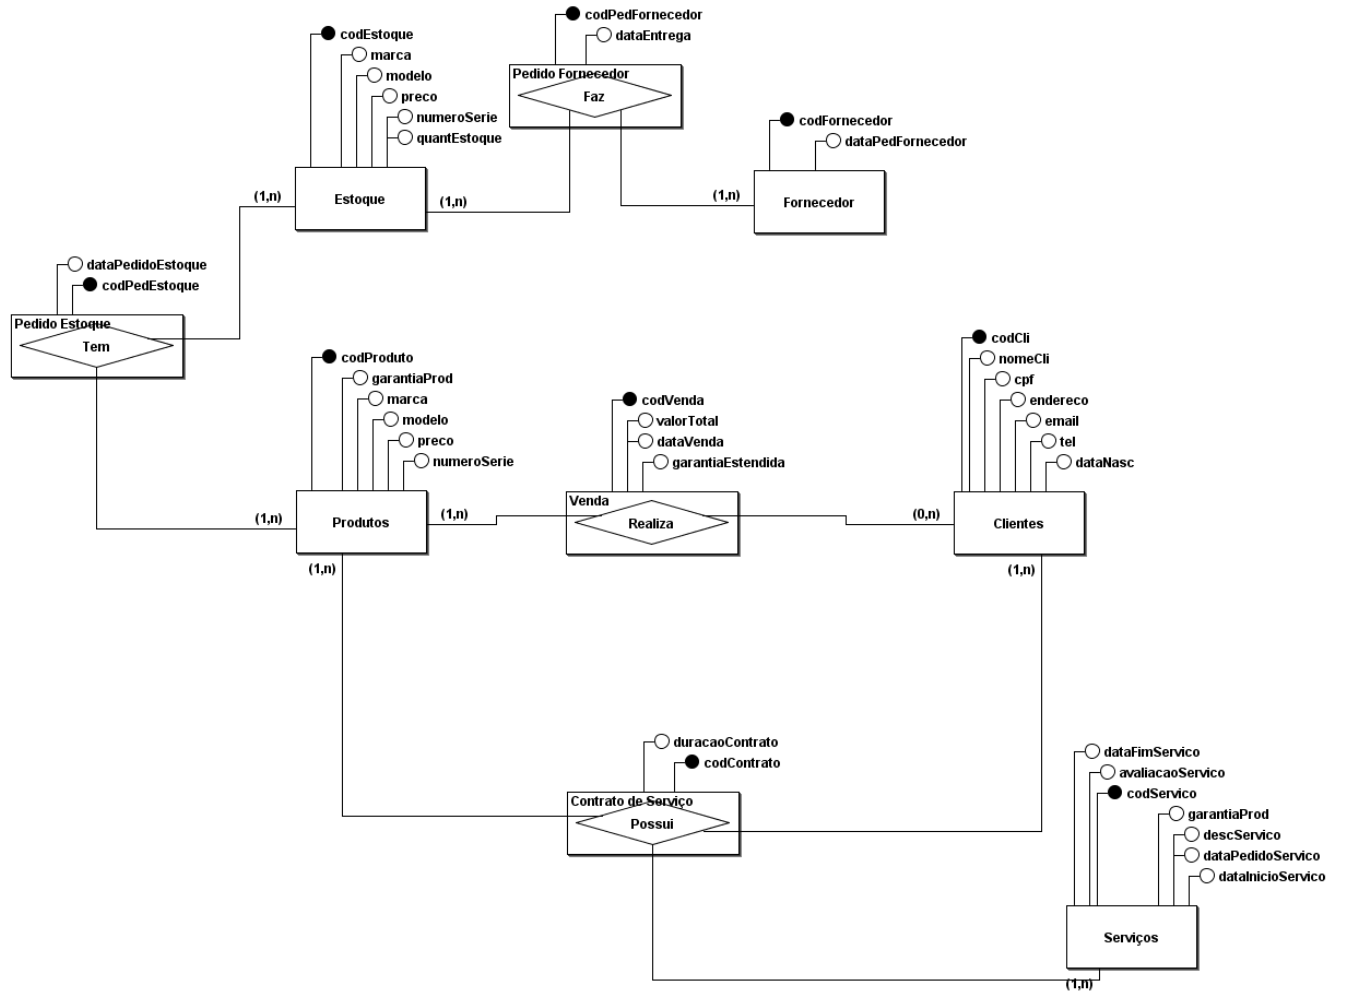 codPedFornecedor
dataEntrega
Pedido Fornecedor
Faz
codEstoque
marca
modelo
preco
numeroSerie
quantEstoque
Estoque
(1,n)
(1,n)
codFornecedor
dataPedFornecedor
Fornecedor
(1,n)
dataPedidoEstoque
codPedEstoque
Pedido Estoque
Tem
codProduto
garantiaProd
marca
modelo
preco
numeroSerie
Produtos
(1,n)
(1,n)
(1,n)
codVenda
valorTotal
dataVenda
garantiaEstendida
Venda
Realiza
codCli
nomeCli
cpf
endereco
email
tel
dataNasc
Clientes
(0,n)
(1,n)
duracaoContrato
codContrato
Contrato de Serviço
Possui
dataFimServico
avaliacaoServico
codServico
garantiaProd
descServico
dataPedidoServico
dataInicioServico
Serviços
(1,n)